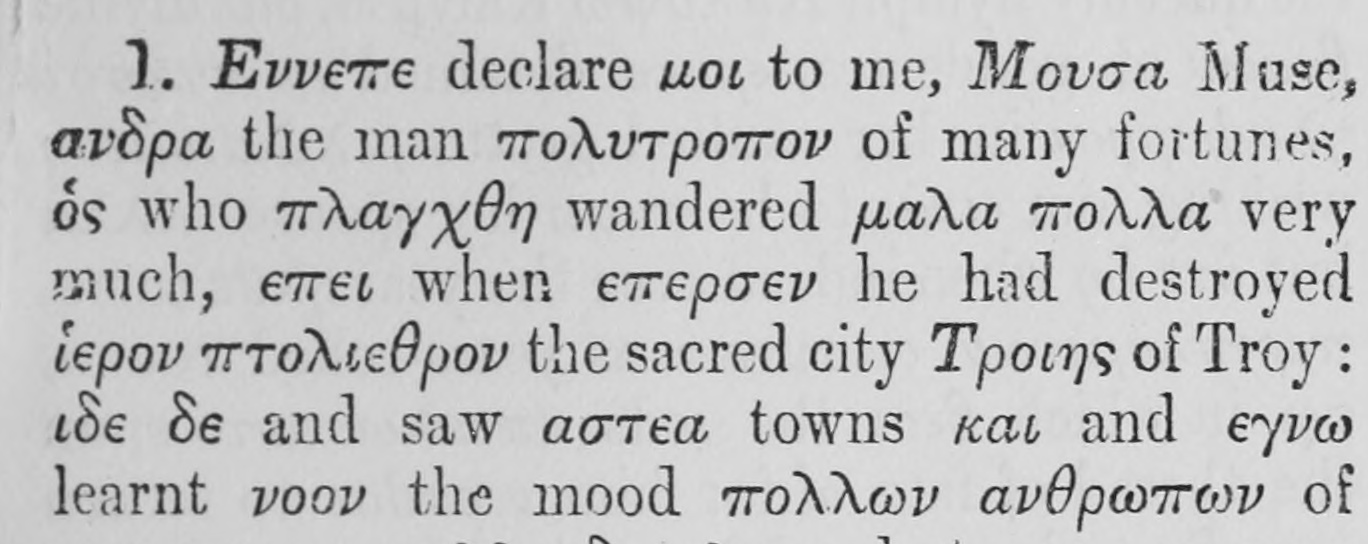 1. Εννεπε declare μοι to me, Μουσα Muse,
ανδρα the man πολυτροπον of many fortunes,
ὁς who πλαγχθη wandered μαλα πολλα very
much, επει when επερσεν he had destroyed
ἱερον πτολιεθρον the sacred city Τροιης of Troy :
ιδε δε and saw αστεα towns και and εγνω
learnt νοον the mood πολλων ανθρωπων of